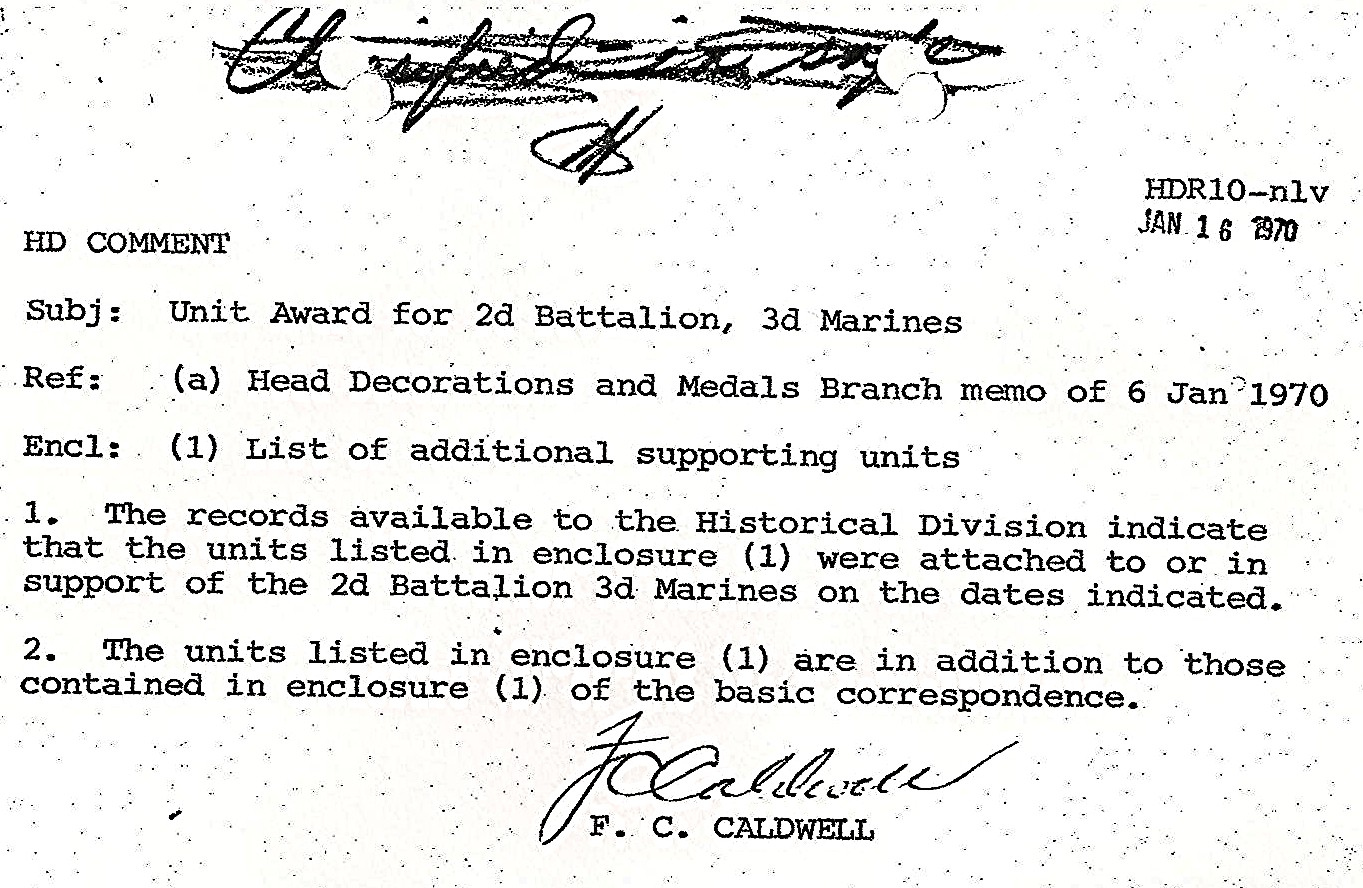 HDR10-nlv
JAN 16 1970
HD COMMENT
Subj: Unit Award for 2d Battalion, 3d Marines
Ref: (a) Head Decorations and Medals Branch memo of 6 Jan 1970
Encl: (1) List of additional supporting units
1. The records available to the Historical Division indicate
that the units listed in enclosure (1) were attached to or in
support of the 2d Battalion 3d Marines on the dates indicated.
2. The units listed in enclosure (1) are in addition to those
contained in enclosure (1) of the basic correspondence.
F C Caldwell
F. C. CALDWELL